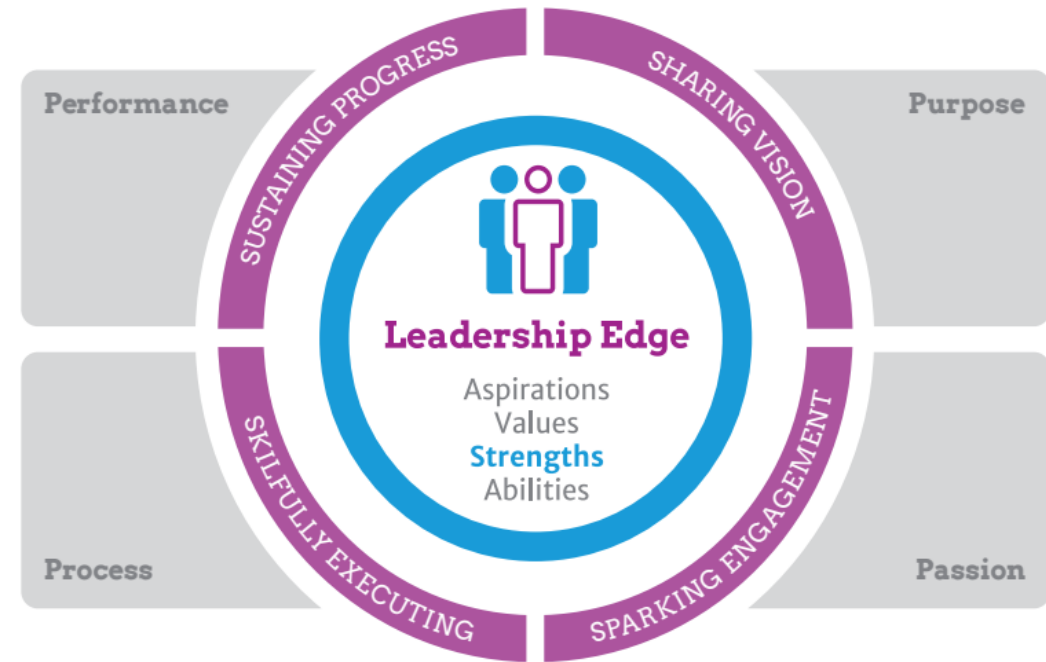 Performance
SUSTAINING PROGRESS
SHARING VISION
Purpose
Leadership Edge
Aspirations
Values
Strengths
Abilities
Process
SKILFULLY EXECUTING
SPARKING ENGAGEMENT
Passion